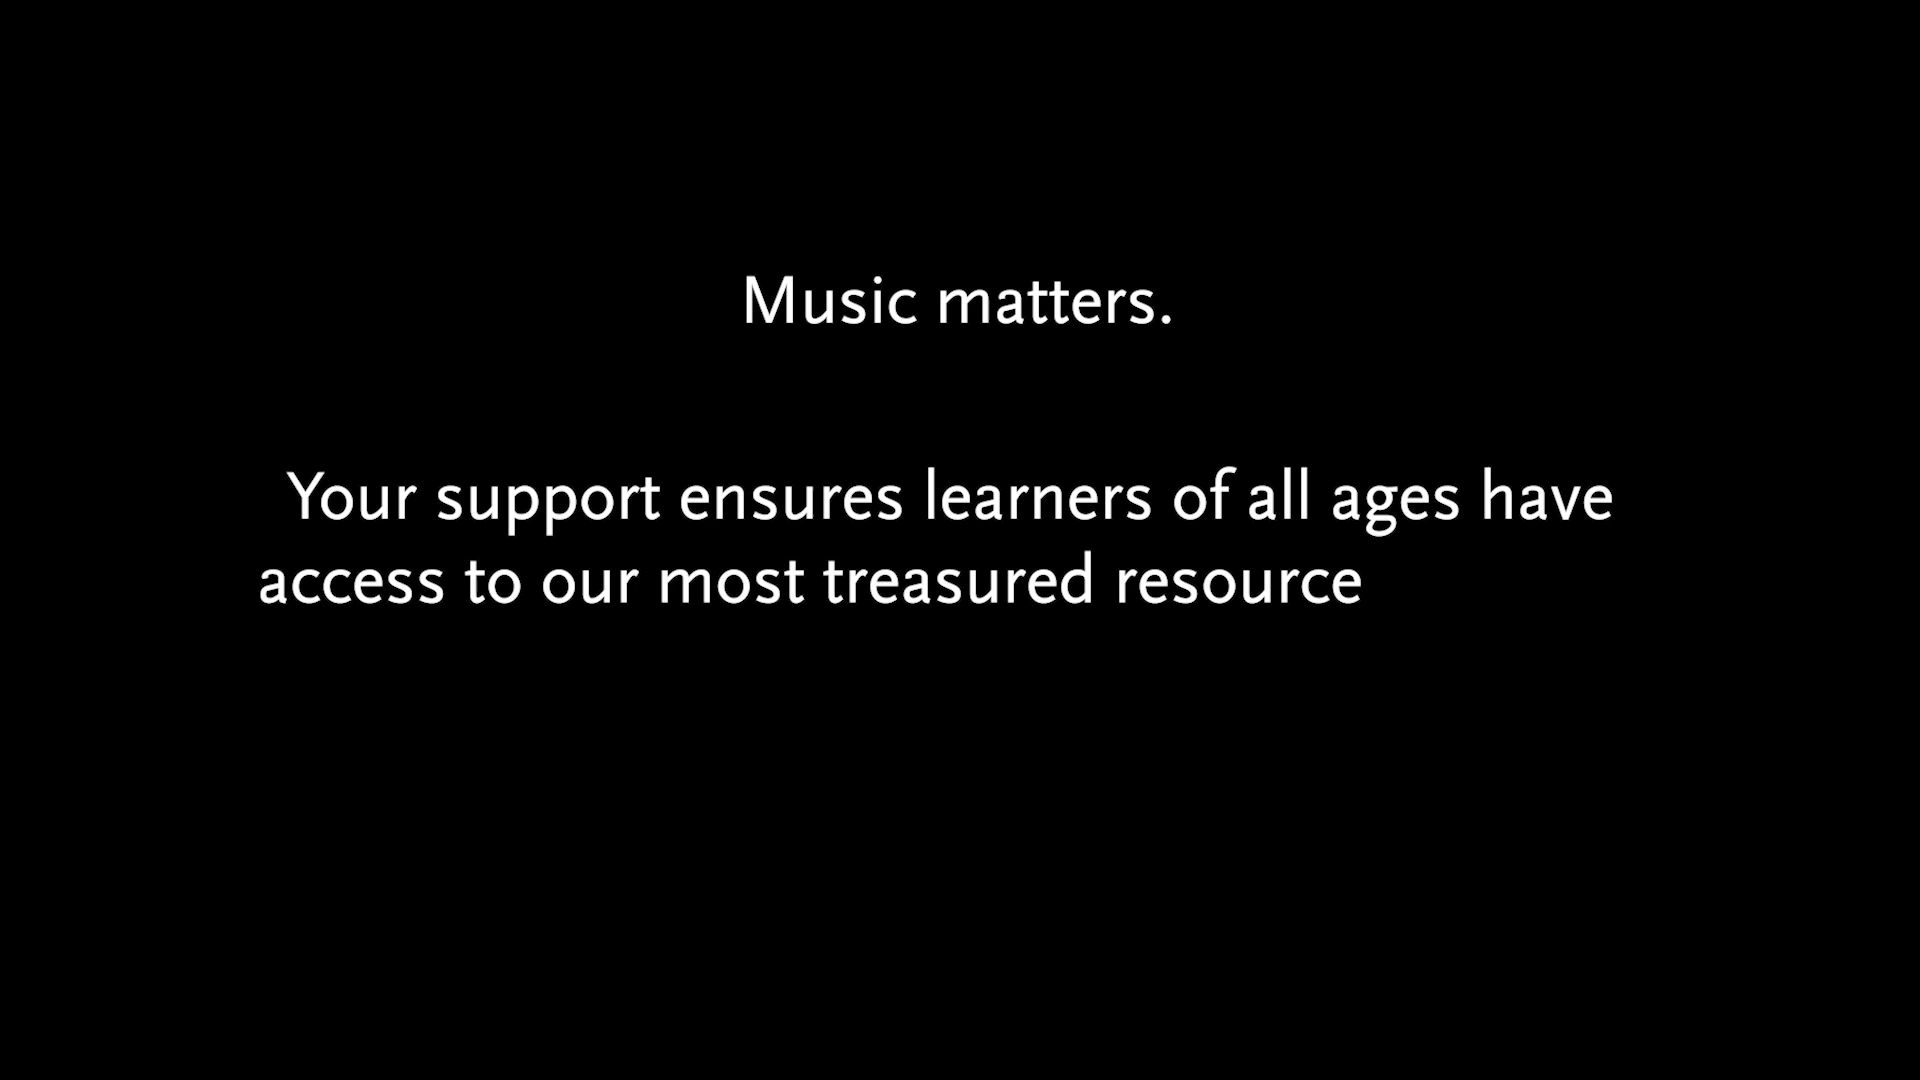 Music matters.
Your support ensures learners of all ages have
access to our most treasured resource